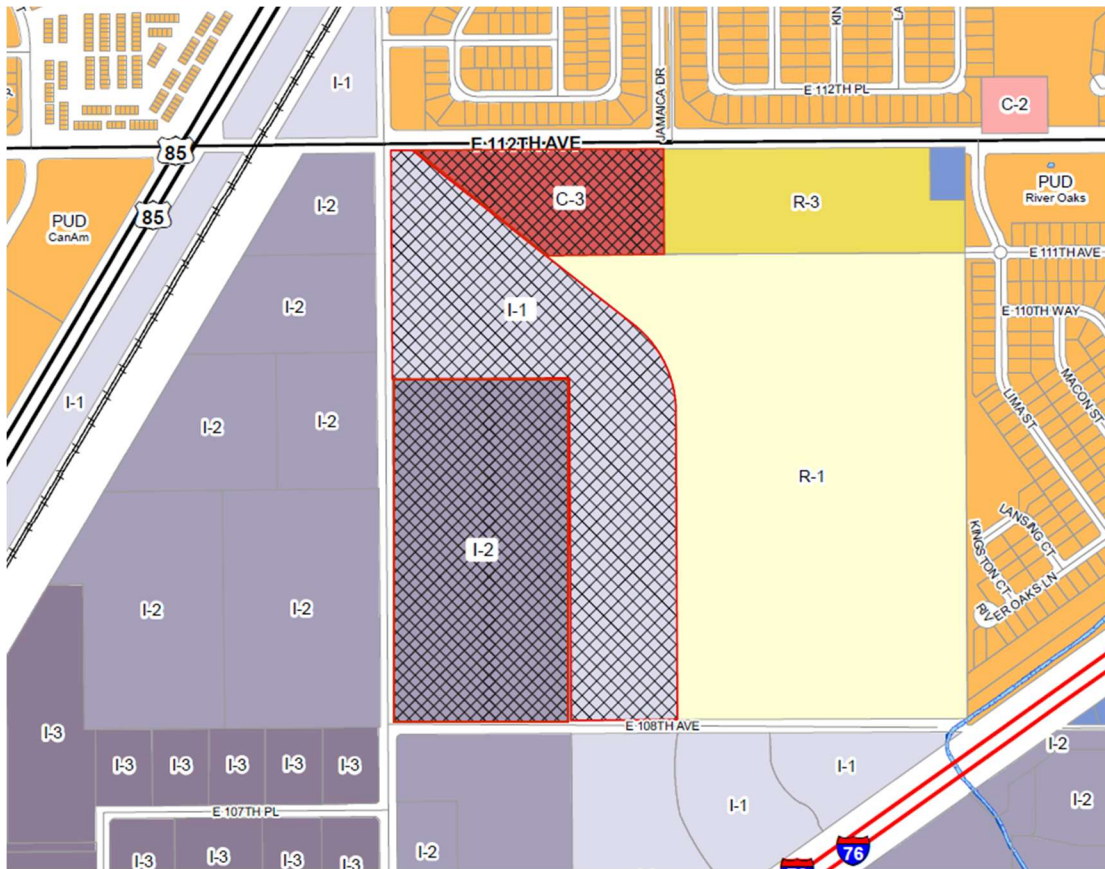 I-1
E 112TH PL
JAMAICA DR
C-2
E 112TH AVE
85
85
PUD
CanAm
I-2
C-3
R-3
PUD
River Oaks
E 111TH AVE
I-2
I-1
E 110TH WAY
I-1
I-2
I-2
MACON ST
LIMA ST
R-1
LANSING CT
KINGSTON CT
RIVER OAKS LN
I-2
I-2
I-2
E 108TH AVE
I-3
I-3
I-3
I-3
I-3
I-3
I-1
I-2
I-1
I-2
E 107TH PL
I-2
76
I-3
I-3
I-3
I-3